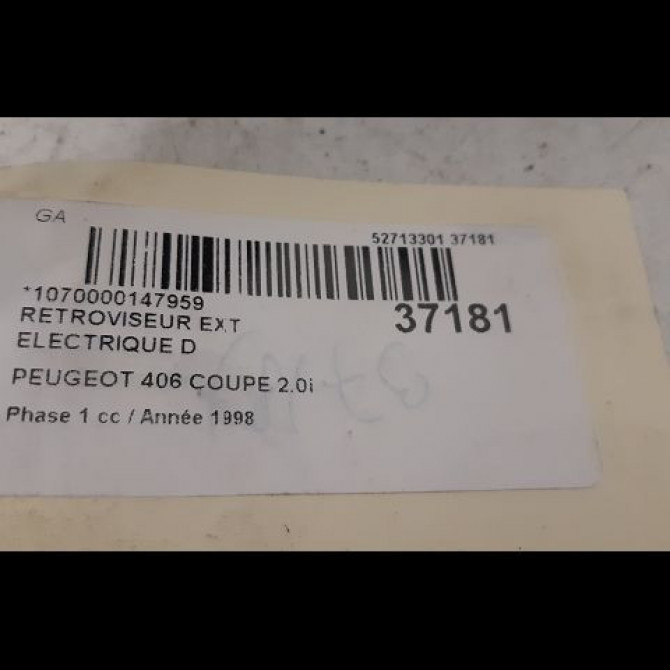 GA
52713301 37181
*1070000147959
37181
RETROVISEUR EXT
ELECTRIQUE D
PEUGEOT 406 COUPE 2.0i
Phase 1 cc / Année 1998